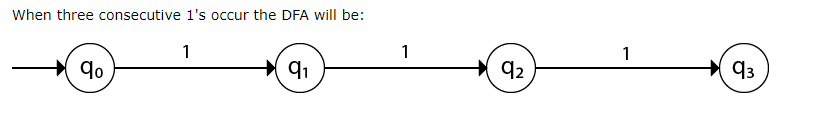 When three consecutive 1's occur the DFA will be:
1 1 1
q₀ q₁ q₂ q₃